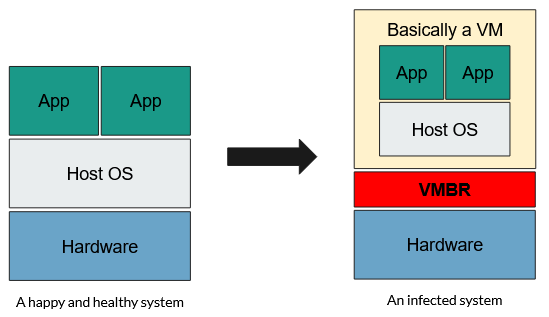 App
App
Host OS
Hardware
A happy and healthy system
Basically a VM
App
App
Host OS
VMBR
Hardware
An infected system